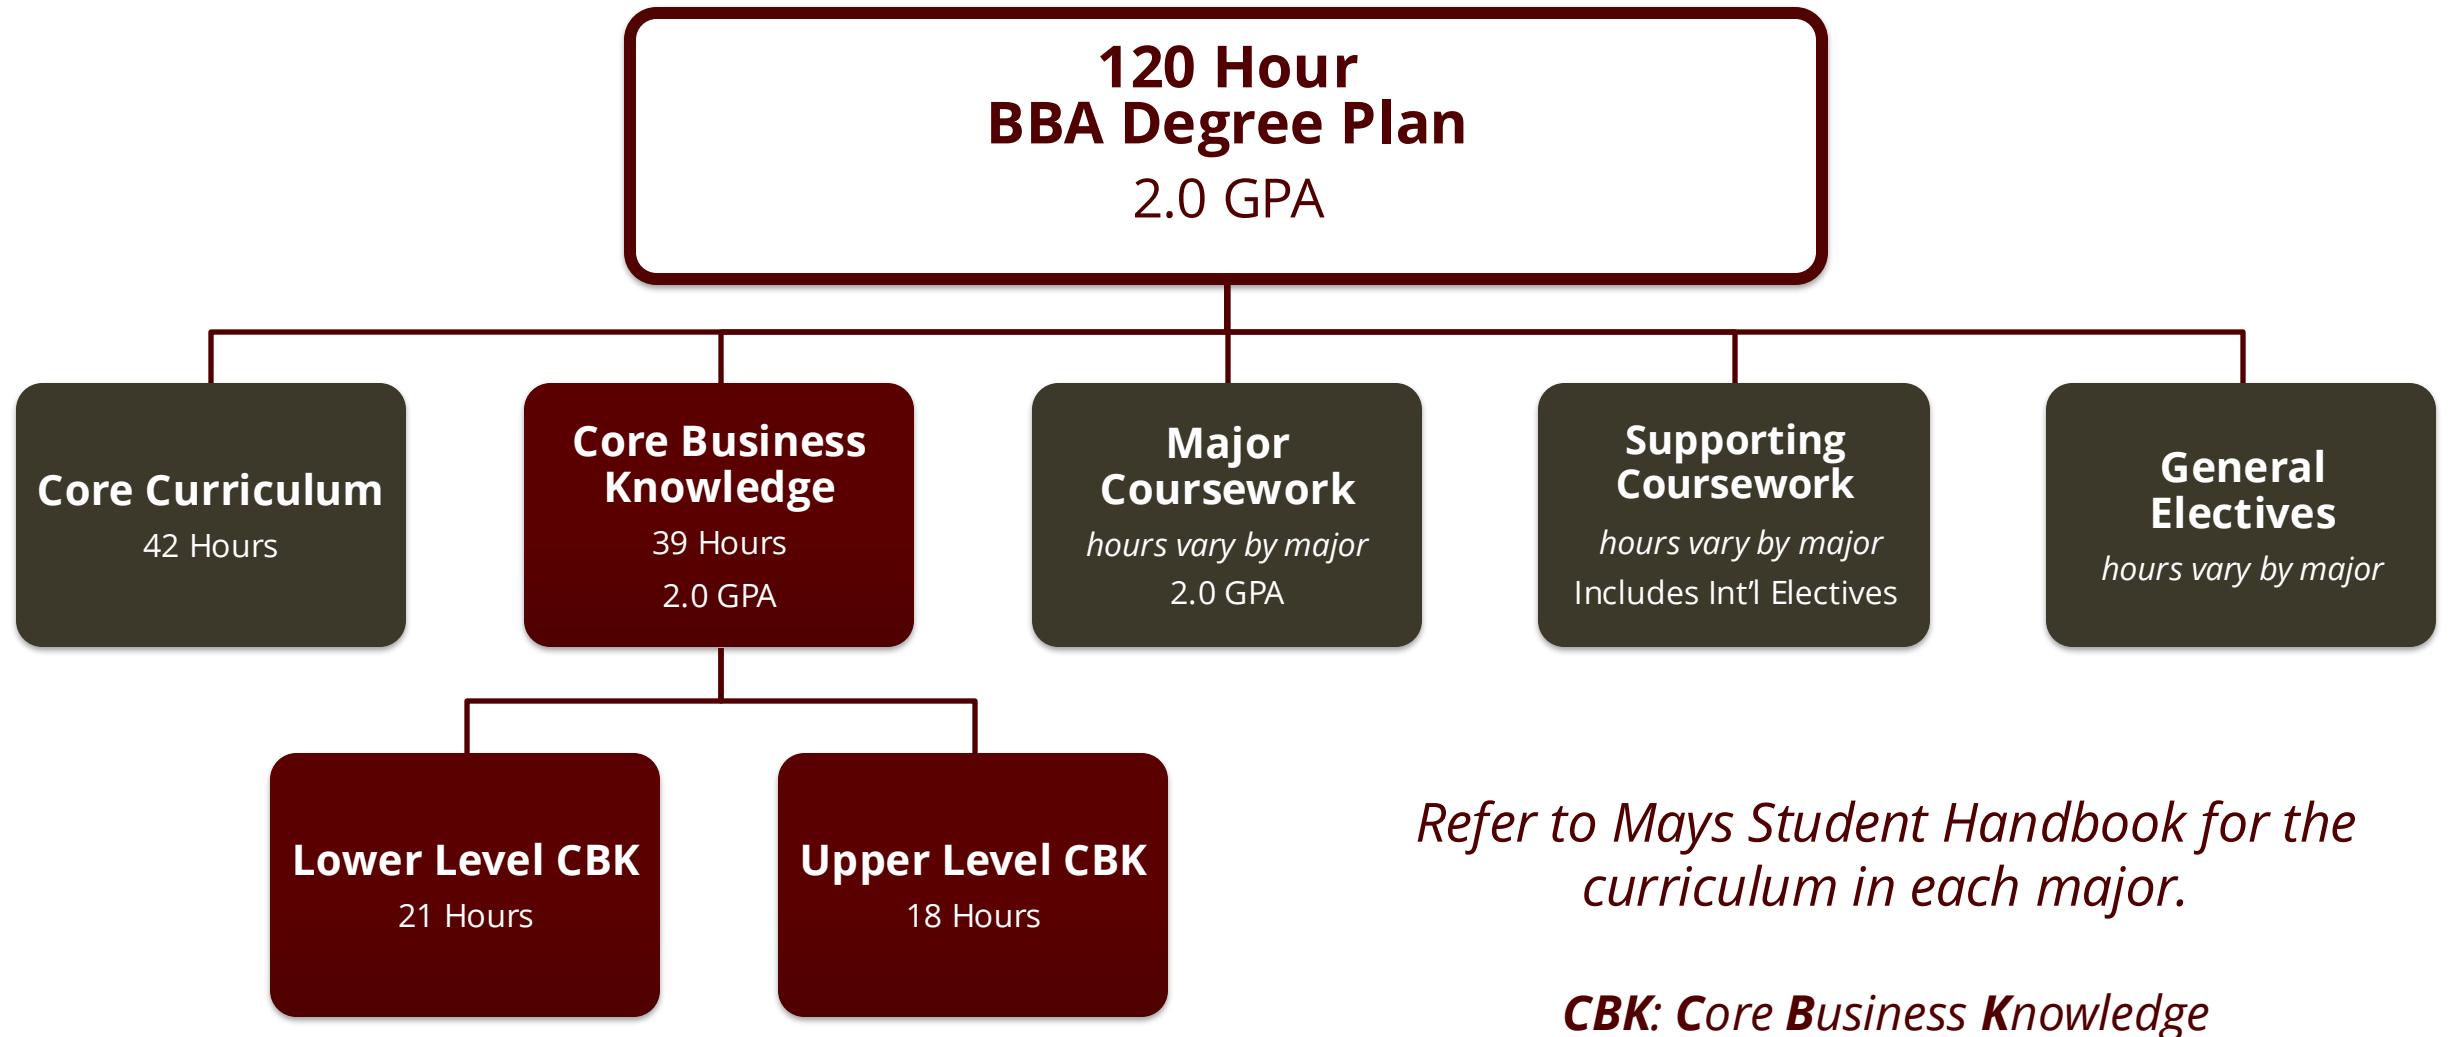 120 Hour
BBA Degree Plan
2.0 GPA
Core Curriculum
42 Hours
Core Business
Knowledge
39 Hours
2.0 GPA
Major
Coursework
hours vary by major
2.0 GPA
Supporting
Coursework
hours vary by major
Includes Int’l Electives
General
Electives
hours vary by major
Lower Level CBK
21 Hours
Upper Level CBK
18 Hours
Refer to Mays Student Handbook for the
curriculum in each major.
CBK: Core Business Knowledge